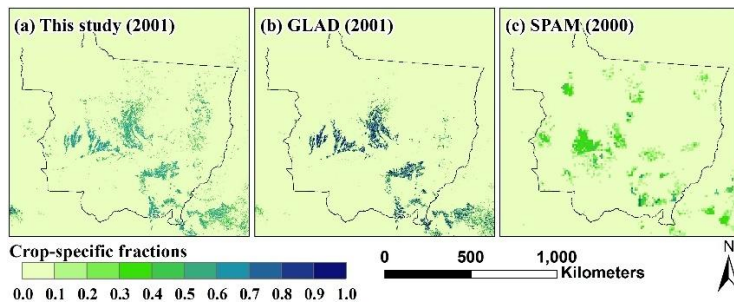 (a) This study (2001) (b) GLAD (2001) (c) SPAM (2000)
Crop-specific fractions
0.0 0.1 0.2 0.3 0.4 0.5 0.6 0.7 0.8 0.9 1.0
0 500 1,000
Kilometers
N